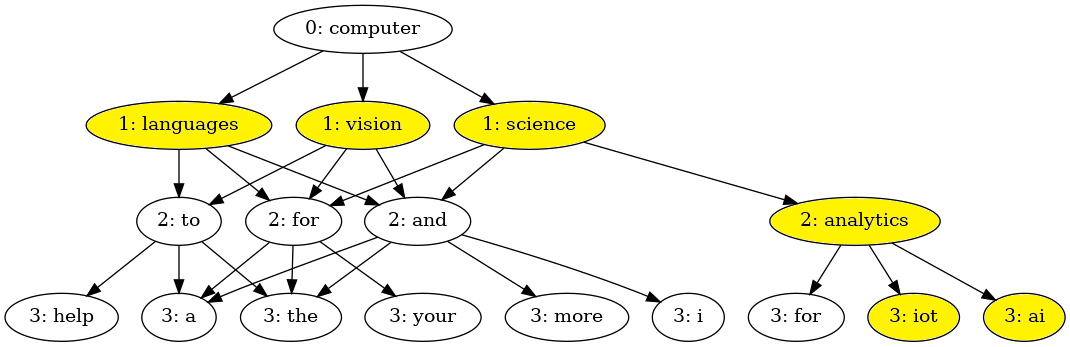 0: computer
1: languages 1: vision 1: science
2: to 2: for 2: and 2: analytics
3: help 3: a 3: the 3: your 3: more 3: i 3: for 3: iot 3: ai